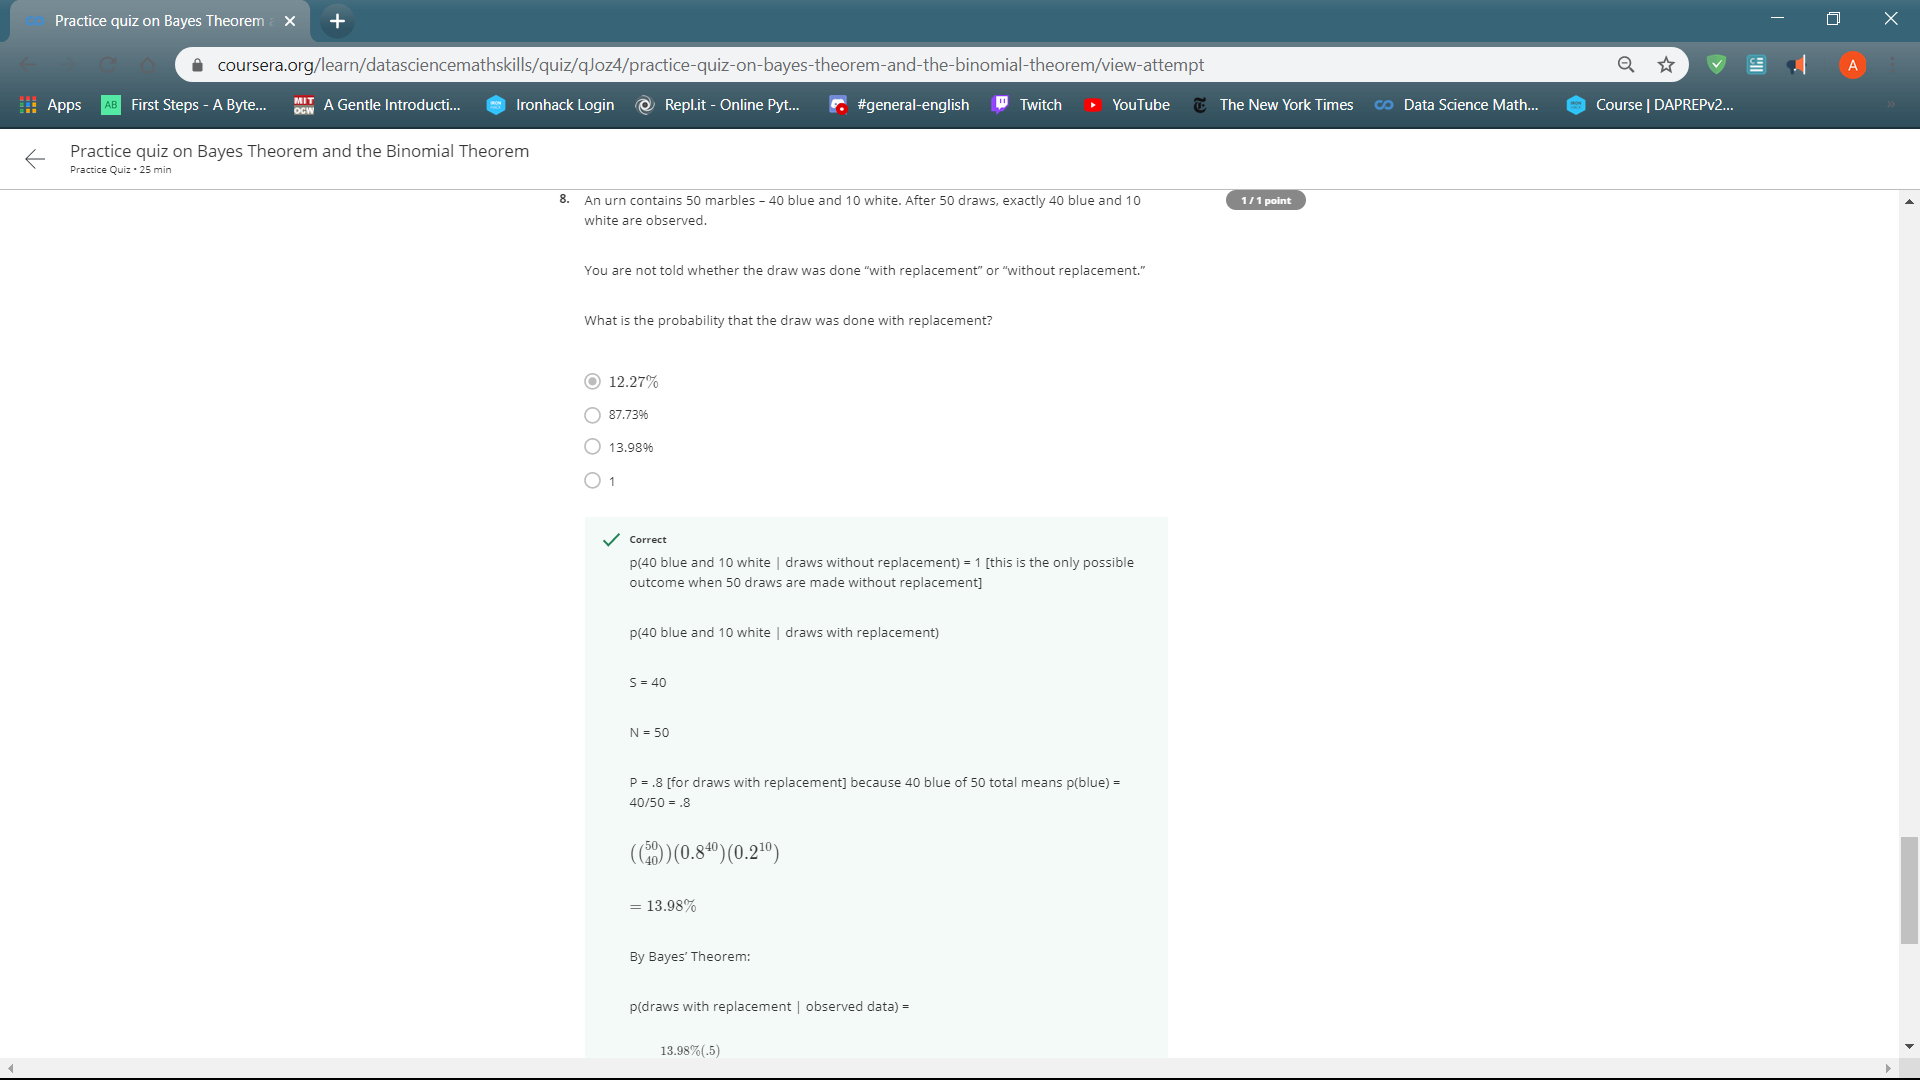 Practice quiz on Bayes Theorem a
coursera.org/learn/datasciencemathskills/quiz/qJoz4/practice-quiz-on-bayes-theorem-and-the-binomial-theorem/view-attempt
A
Apps AB First Steps - A Byte... MIT OCW A Gentle Introducti... Ironhack Login Repl.it - Online Pyt... #general-english Twitch YouTube The New York Times Data Science Math... Course | DAPREPv2... »
Practice quiz on Bayes Theorem and the Binomial Theorem
Practice Quiz • 25 min
8. An urn contains 50 marbles – 40 blue and 10 white. After 50 draws, exactly 40 blue and 10
white are observed.
1 / 1 point
You are not told whether the draw was done “with replacement” or “without replacement.”
What is the probability that the draw was done with replacement?
12.27%
87.73%
13.98%
1
Correct
p(40 blue and 10 white | draws without replacement) = 1 [this is the only possible
outcome when 50 draws are made without replacement]
p(40 blue and 10 white | draws with replacement)
S = 40
N = 50
P = .8 [for draws with replacement] because 40 blue of 50 total means p(blue) =
40/50 = .8
((50 40))(0.8^40)(0.2^10)
= 13.98%
By Bayes’ Theorem:
p(draws with replacement | observed data) =
13.98%(.5)